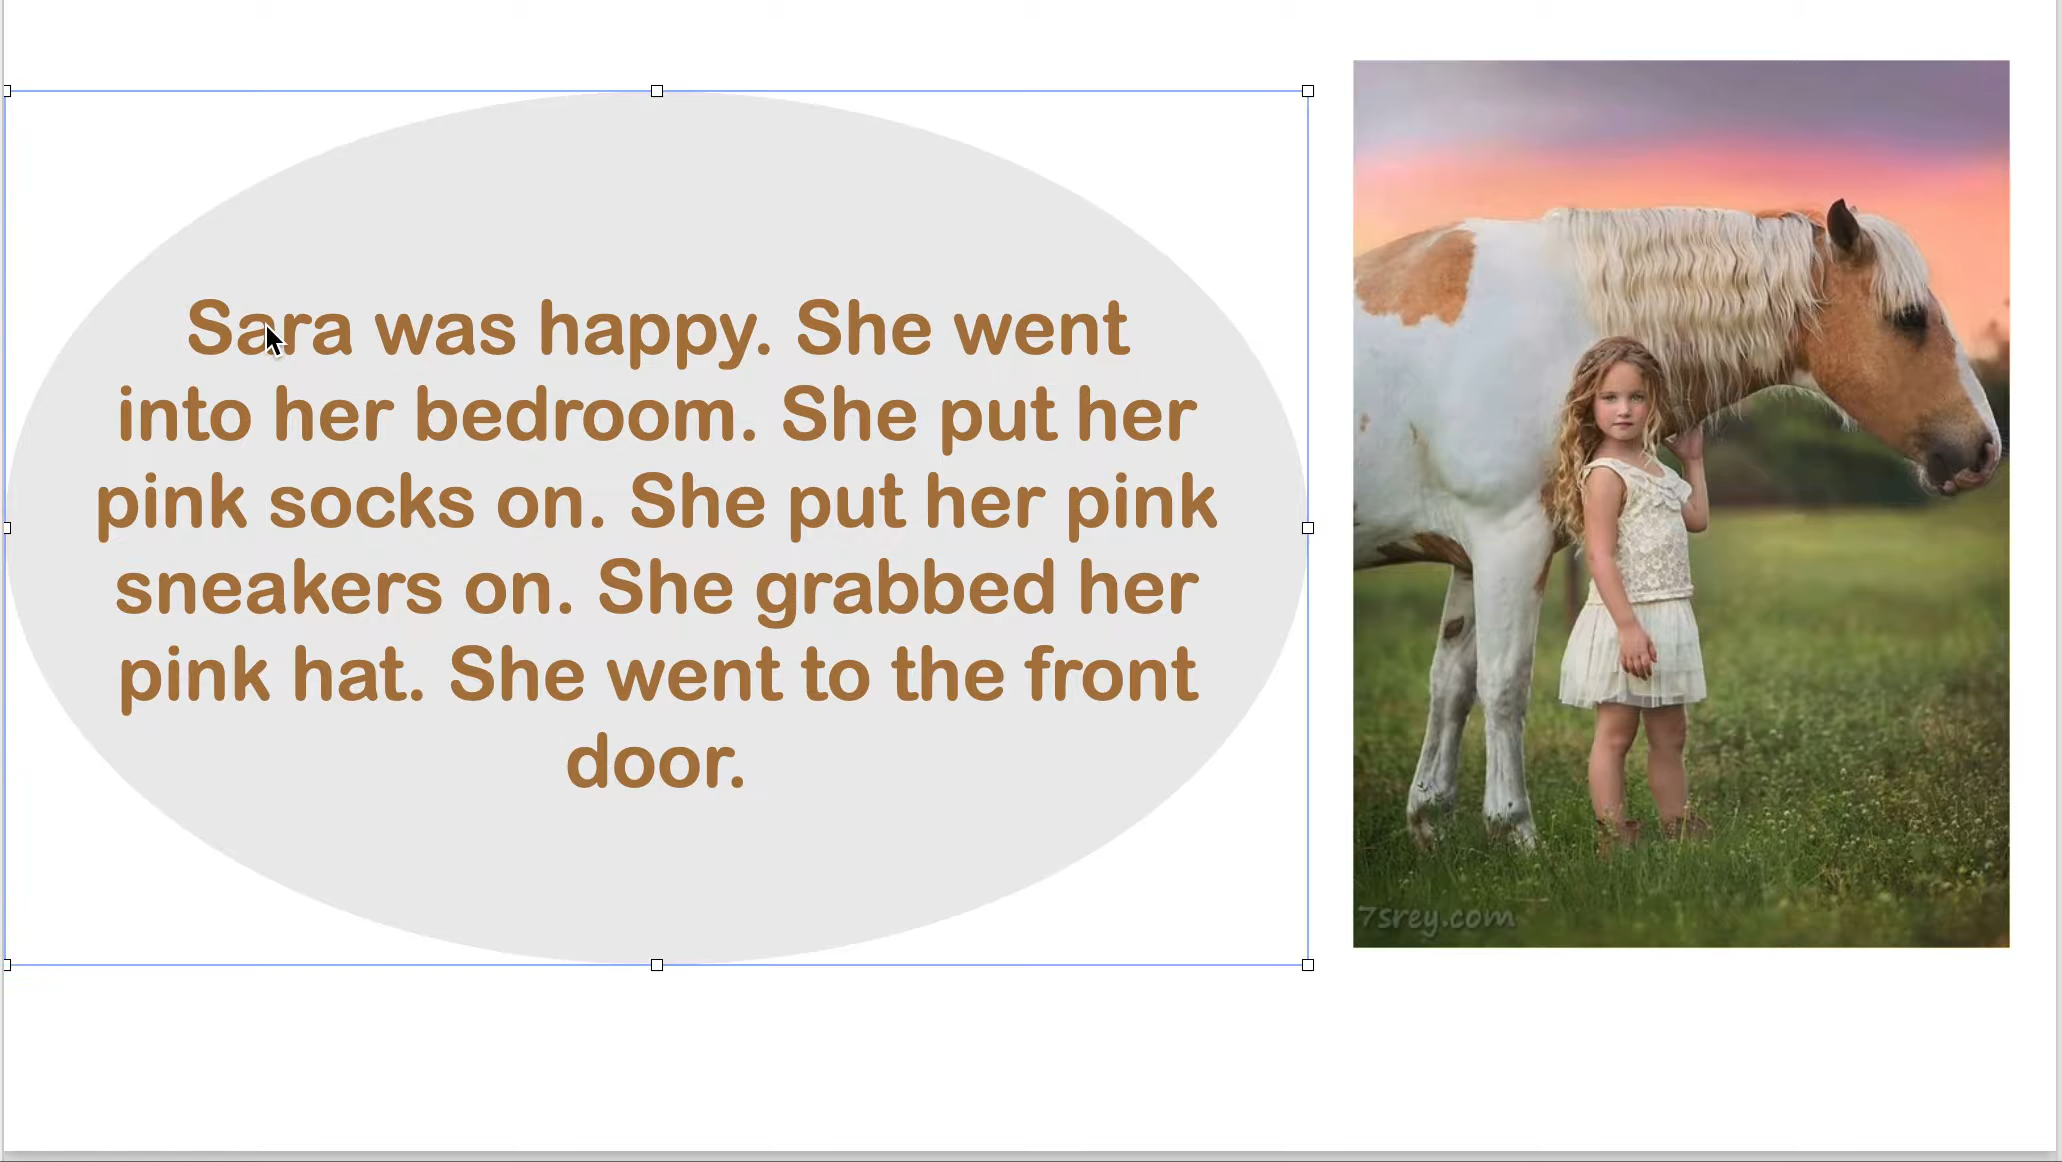 Sara was happy. She went
into her bedroom. She put her
pink socks on. She put her pink
sneakers on. She grabbed her
pink hat. She went to the front
door.
7srey.com